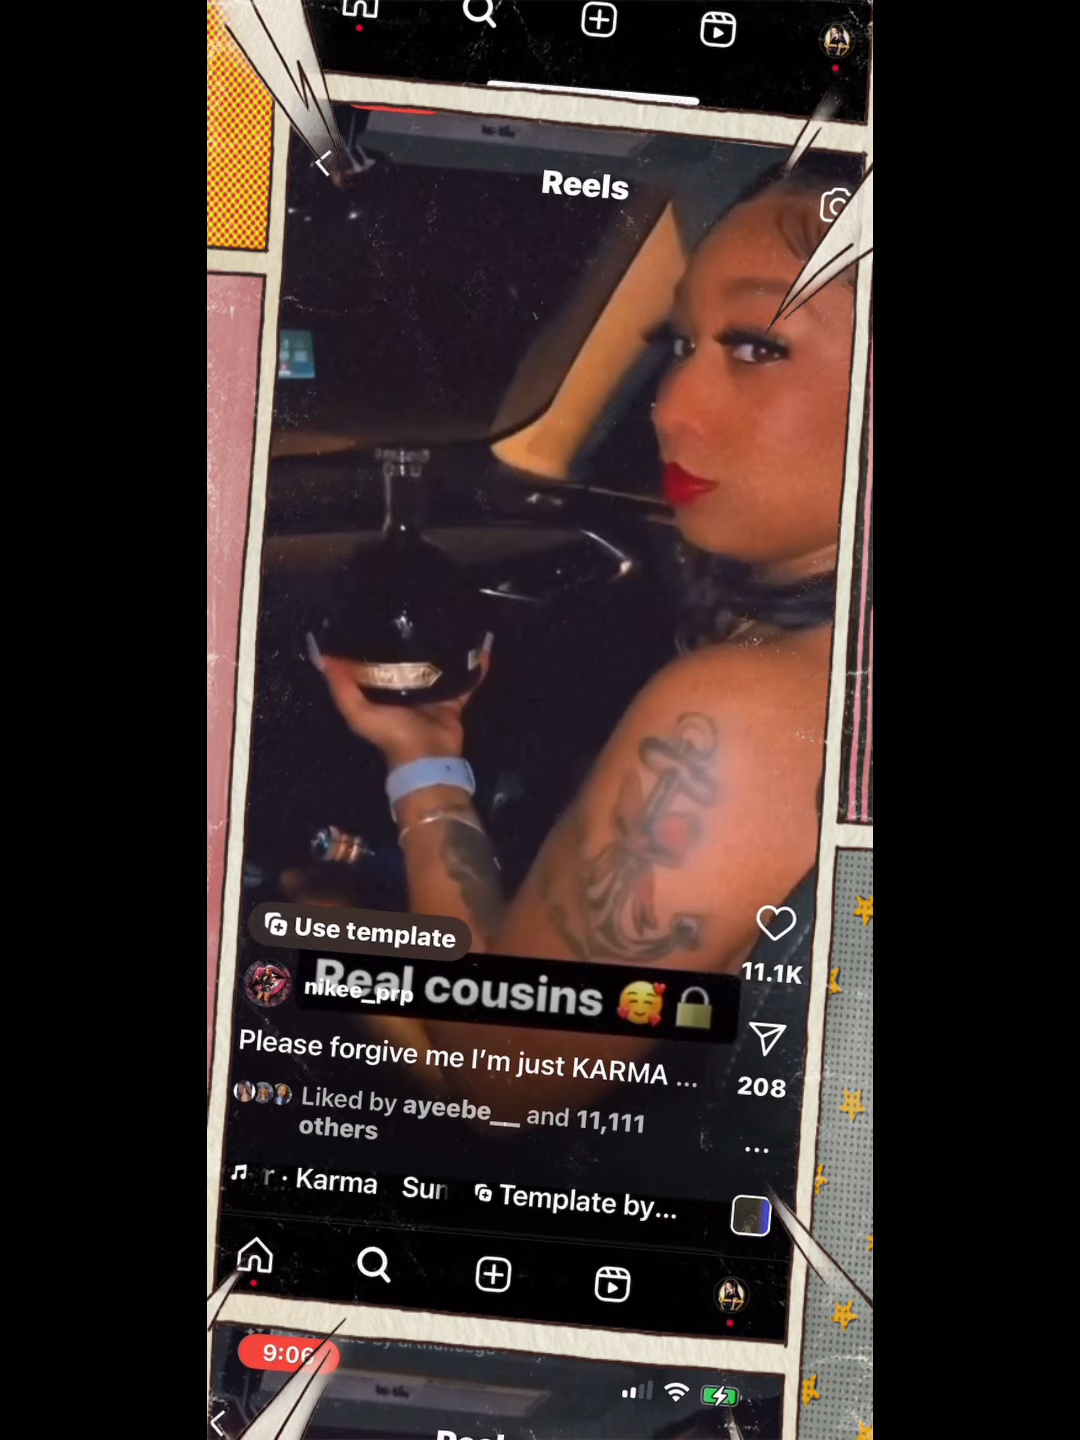 Reels
Use template
Real cousins 🥰🔒
nikee_prp
11.1K
Please forgive me I'm just KARMA ...
208
Liked by ayeebe__ and 11,111
others
r · Karma Sun Template by...
9:06